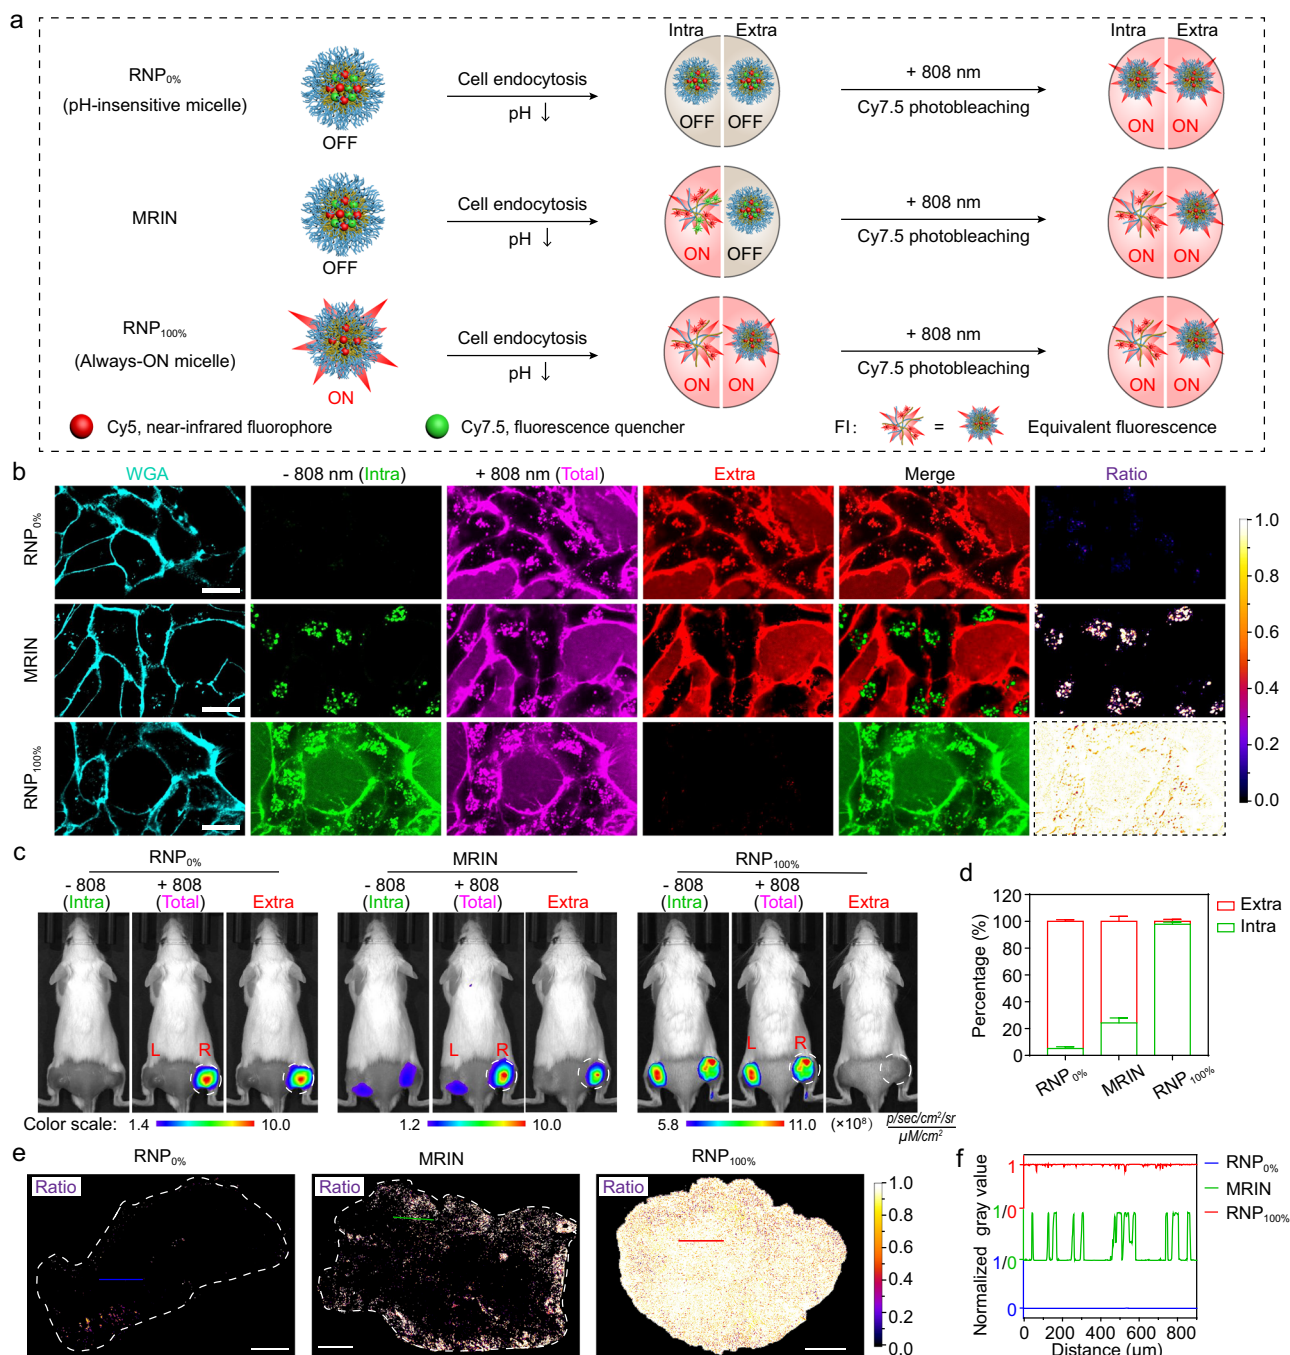 a
Intra Extra
Intra Extra
RNP0%
(pH-insensitive micelle)
OFF
Cell endocytosis
pH ↓
OFF OFF
+ 808 nm
Cy7.5 photobleaching
ON ON
MRIN
OFF
Cell endocytosis
pH ↓
ON OFF
+ 808 nm
Cy7.5 photobleaching
ON ON
RNP100%
(Always-ON micelle)
ON
Cell endocytosis
pH ↓
ON ON
+ 808 nm
Cy7.5 photobleaching
ON ON
Cy5, near-infrared fluorophore
Cy7.5, fluorescence quencher
FI: = Equivalent fluorescence
b
WGA - 808 nm (Intra) + 808 nm (Total) Extra Merge Ratio
RNP0%
MRIN
RNP100%
1.0
0.8
0.6
0.4
0.2
0.0
c
RNP0% MRIN RNP100%
- 808 (Intra) + 808 (Total) Extra
- 808 (Intra) + 808 (Total) Extra
- 808 (Intra) + 808 (Total) Extra
L R
L R
L R
Color scale: 1.4 10.0 1.2 10.0 5.8 11.0 (×10⁸) p/sec/cm²/sr
µM/cm²
d
Percentage (%)
120
100
80
60
40
20
0
RNP0% MRIN RNP100%
Extra
Intra
e
RNP0% MRIN RNP100%
Ratio Ratio Ratio
1.0
0.8
0.6
0.4
0.2
0.0
f
Normalized gray value
1
1/0
1/0
0
0 200 400 600 800
Distance (µm)
RNP0%
MRIN
RNP100%